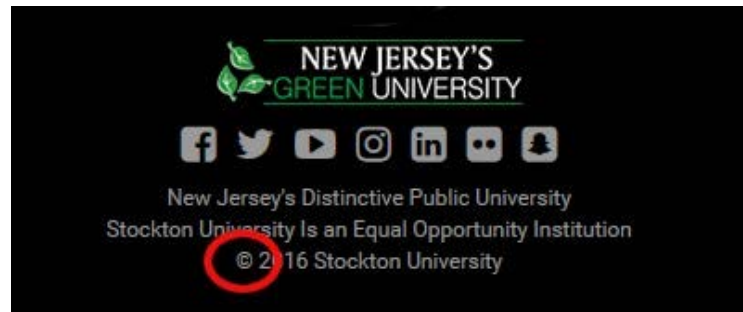 NEW JERSEY'S
GREEN UNIVERSITY
New Jersey's Distinctive Public University
Stockton University Is an Equal Opportunity Institution
© 2016 Stockton University